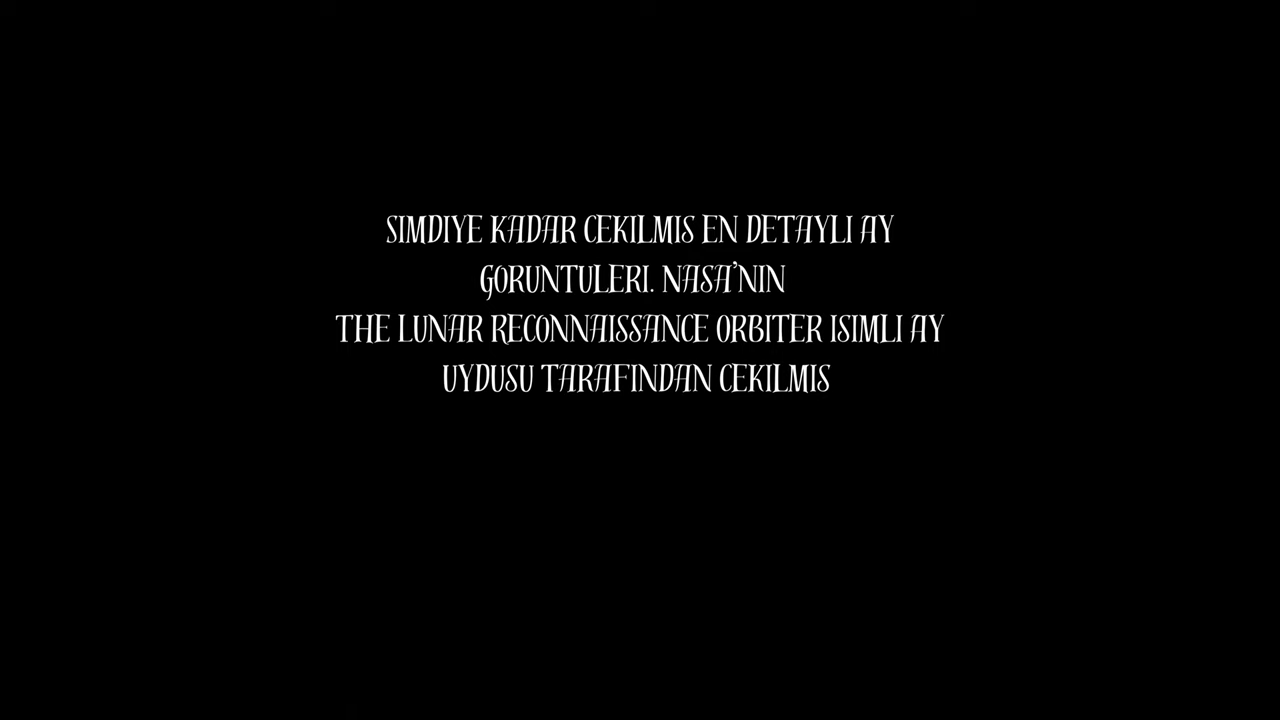 SIMDIYE KADAR CEKILMIS EN DETAYLI AY
GORUNTULERI. NASA'NIN
THE LUNAR RECONNAISSANCE ORBITER ISIMLI AY
UYDUSU TARAFINDAN CEKILMIS